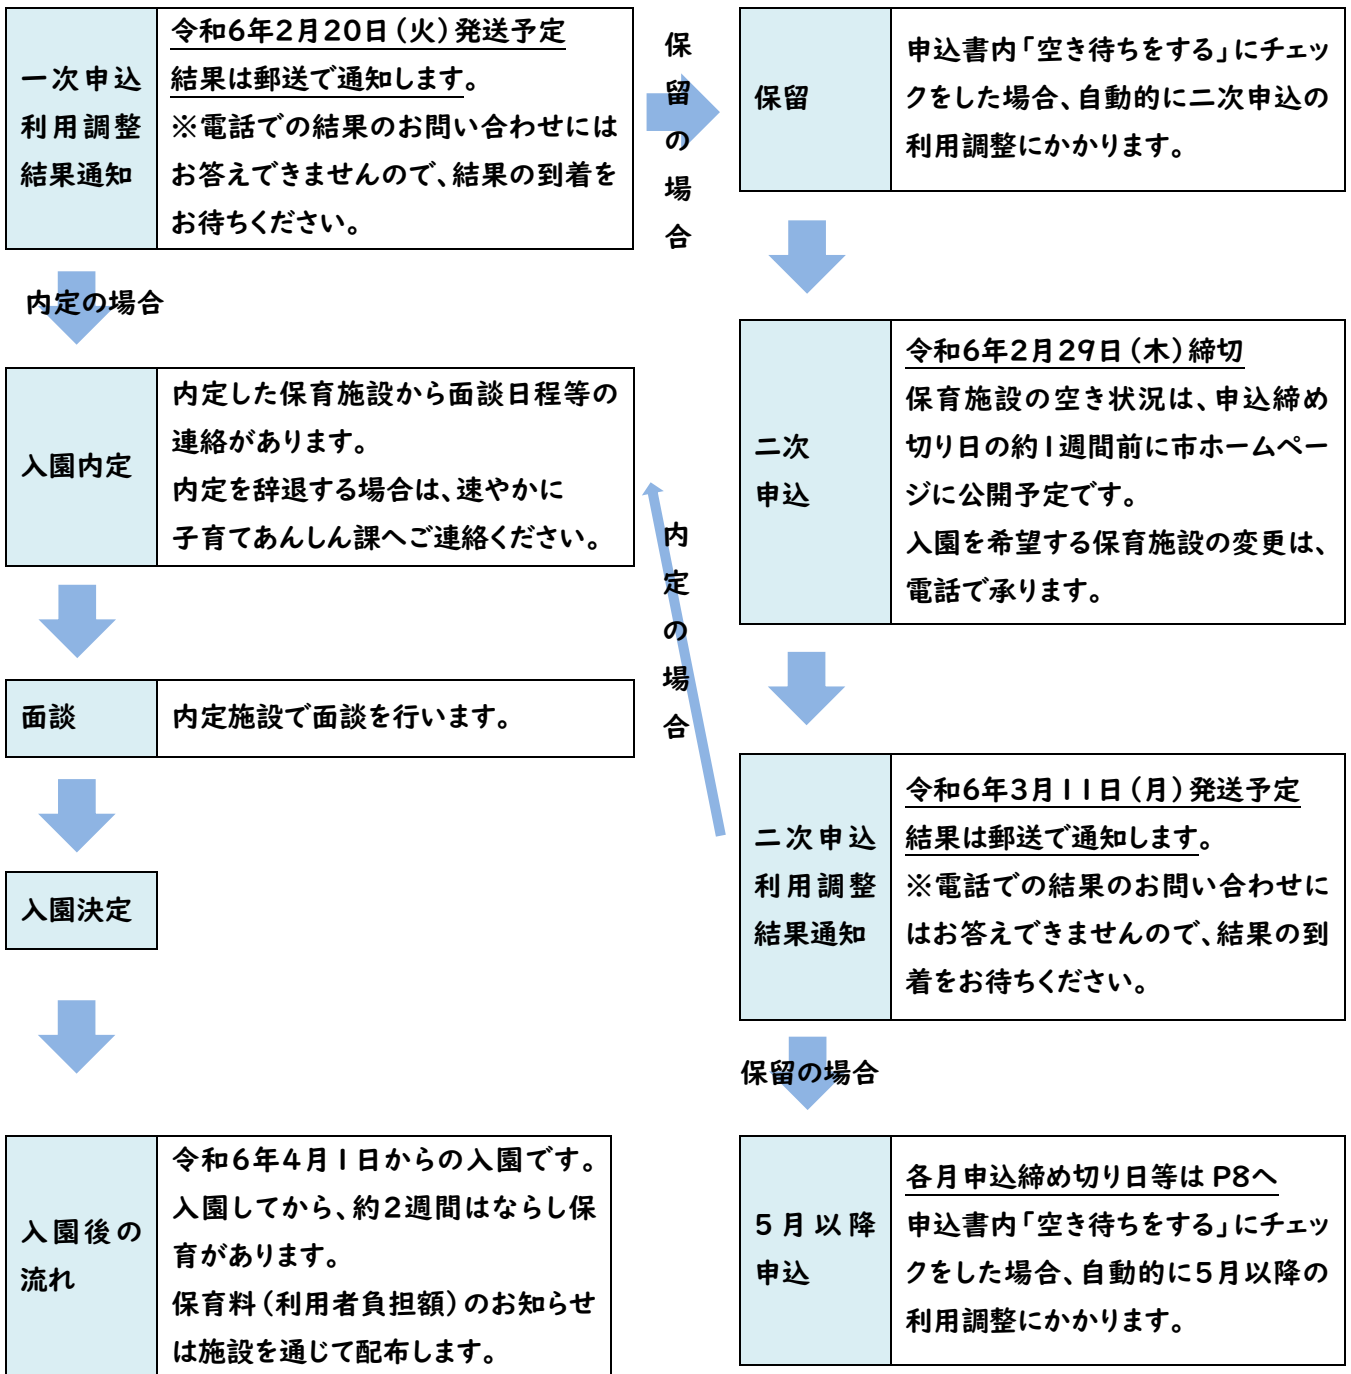 一次申込
利用調整
結果通知
令和6年2月20日（火）発送予定
結果は郵送で通知します。
※電話での結果のお問い合わせには
お答えできませんので、結果の到着を
お待ちください。
保留の場合
保留
申込書内「空き待ちをする」にチェッ
クをした場合、自動的に二次申込の
利用調整にかかります。
内定の場合
入園内定
内定した保育施設から面談日程等の
連絡があります。
内定を辞退する場合は、速やかに
子育てあんしん課へご連絡ください。
二次
申込
令和6年2月29日（木）締切
保育施設の空き状況は、申込締め
切り日の約1週間前に市ホームペー
ジに公開予定です。
入園を希望する保育施設の変更は、
電話で承ります。
内定の場合
面談
内定施設で面談を行います。
入園決定
二次申込
利用調整
結果通知
令和6年3月11日（月）発送予定
結果は郵送で通知します。
※電話での結果のお問い合わせに
はお答えできませんので、結果の到
着をお待ちください。
保留の場合
入園後の
流れ
令和6年4月1日からの入園です。
入園してから、約2週間はならし保
育があります。
保育料（利用者負担額）のお知らせ
は施設を通じて配布します。
5月以降
申込
各月申込締め切り日等は P8へ
申込書内「空き待ちをする」にチェッ
クをした場合、自動的に5月以降の
利用調整にかかります。